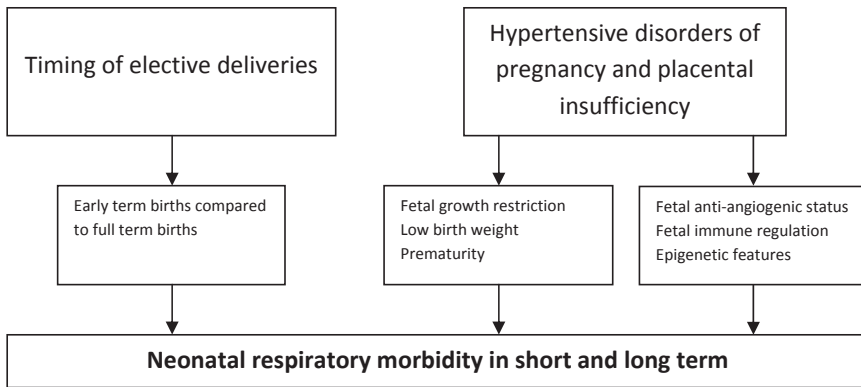 Timing of elective deliveries
Hypertensive disorders of
pregnancy and placental
insufficiency
Early term births compared
to full term births
Fetal growth restriction
Low birth weight
Prematurity
Fetal anti-angiogenic status
Fetal immune regulation
Epigenetic features
Neonatal respiratory morbidity in short and long term